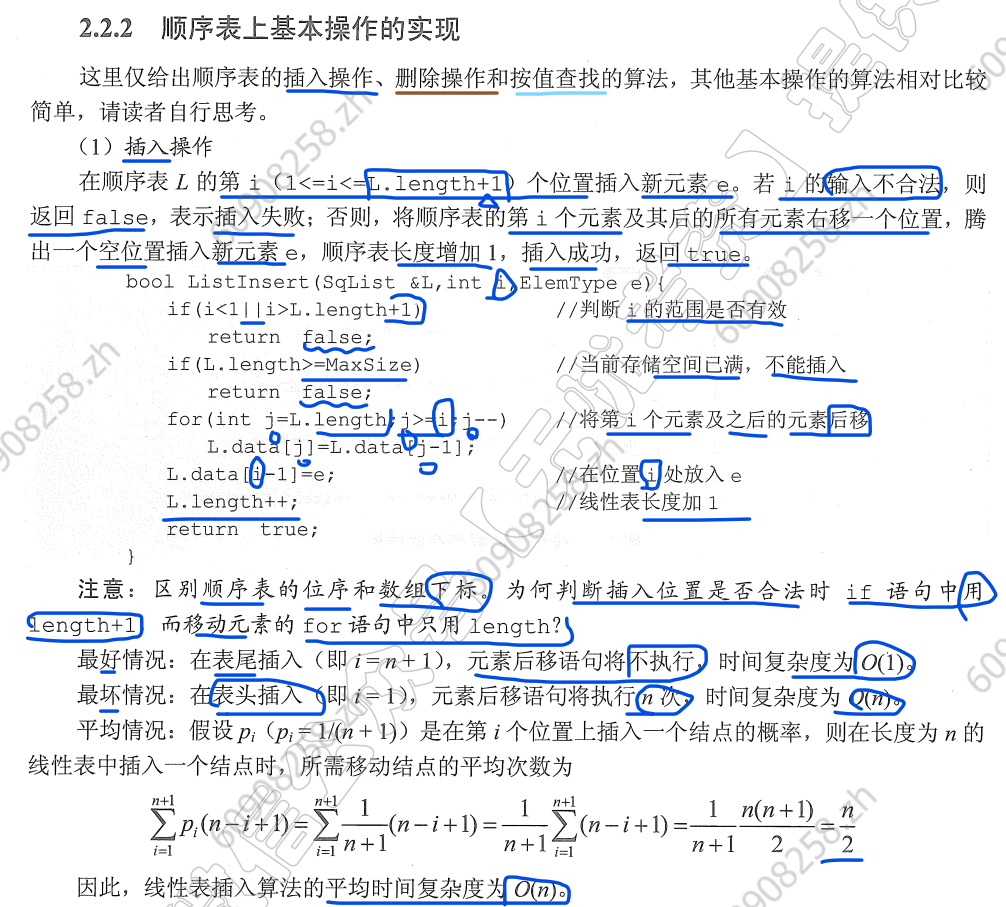 2.2.2 顺序表上基本操作的实现
这里仅给出顺序表的插入操作、删除操作和按值查找的算法，其他基本操作的算法相对比较
简单，请读者自行思考。
（1）插入操作
在顺序表 L 的第 i（1<=i<=L.length+1）个位置插入新元素 e。若 i 的输入不合法，则
返回 false，表示插入失败；否则，将顺序表的第 i 个元素及其后的所有元素右移一个位置，腾
出一个空位置插入新元素 e，顺序表长度增加 1，插入成功，返回 true。
bool ListInsert(SqList &L,int i,ElemType e){
if(i<1||i>L.length+1) //判断 i 的范围是否有效
return false;
if(L.length>=MaxSize) //当前存储空间已满，不能插入
return false;
for(int j=L.length;j>=i;j--) //将第 i 个元素及之后的元素后移
L.data[j]=L.data[j-1];
L.data[i-1]=e; //在位置 i 处放入 e
L.length++; //线性表长度加 1
return true;
}
注意：区别顺序表的位序和数组下标。为何判断插入位置是否合法时 if 语句中用
length+1，而移动元素的 for 语句中只用 length？
最好情况：在表尾插入（即 i = n + 1），元素后移语句将不执行，时间复杂度为 O(1)。
最坏情况：在表头插入（即 i = 1），元素后移语句将执行 n 次，时间复杂度为 O(n)。
平均情况：假设 pᵢ（pᵢ = 1/(n + 1)）是在第 i 个位置上插入一个结点的概率，则在长度为 n 的
线性表中插入一个结点时，所需移动结点的平均次数为
∑_{i=1}^{n+1} pᵢ(n-i+1) = ∑_{i=1}^{n+1} 1/(n+1) (n-i+1) = 1/(n+1) ∑_{i=1}^{n+1} (n-i+1) = 1/(n+1) n(n+1)/2 = n/2
因此，线性表插入算法的平均时间复杂度为 O(n)。